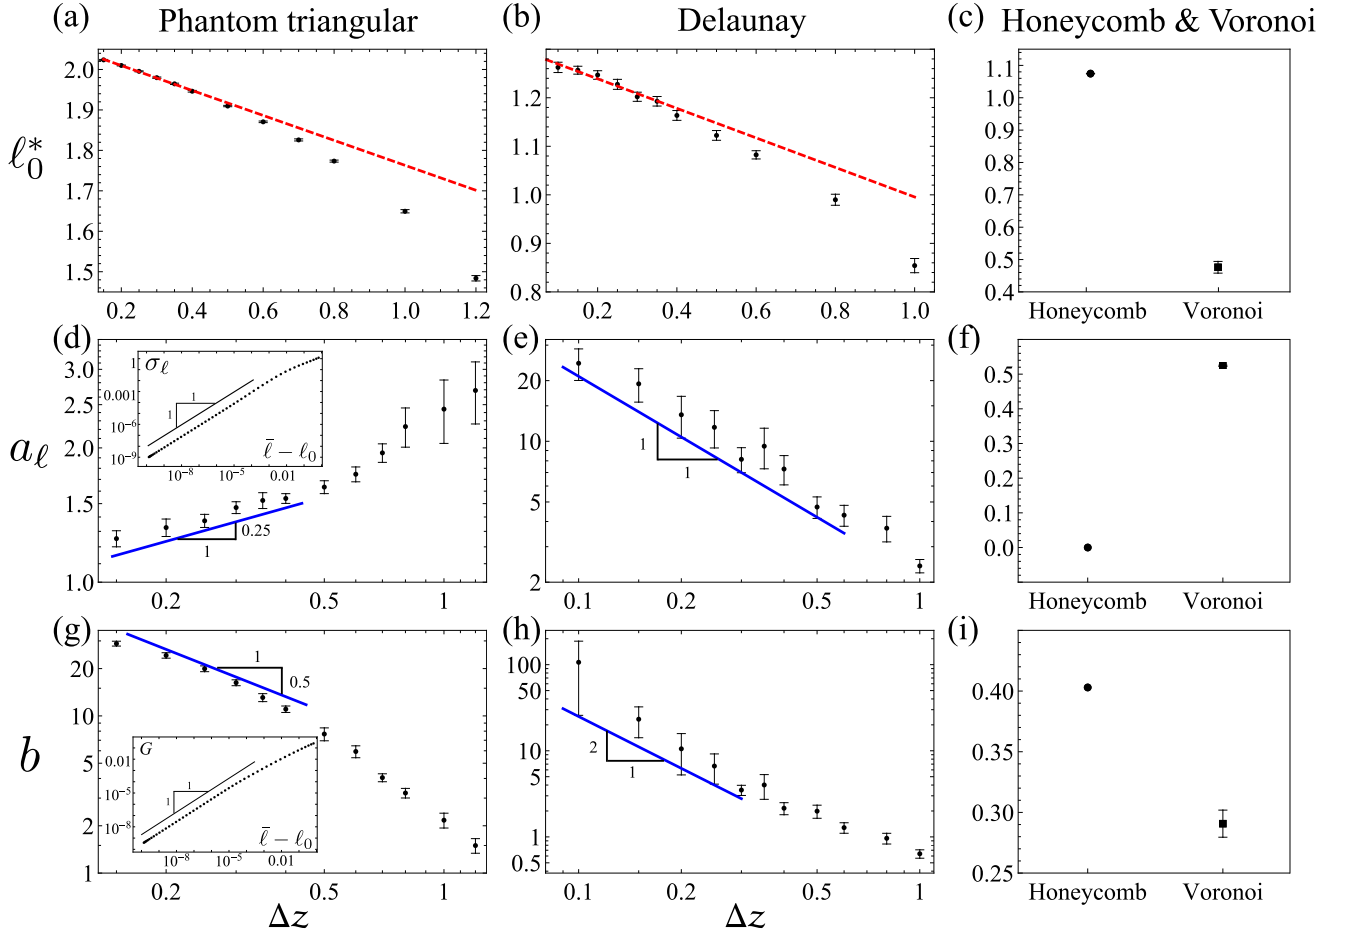 (a) Phantom triangular
(b) Delaunay
(c) Honeycomb & Voronoi
ℓ₀*
2.0
1.9
1.8
1.7
1.6
1.5
0.2 0.4 0.6 0.8 1.0 1.2
1.2
1.1
1.0
0.9
0.8
0.2 0.4 0.6 0.8 1.0
1.1
1.0
0.9
0.8
0.7
0.6
0.5
0.4
Honeycomb Voronoi
(d)
aℓ
3.0
2.5
2.0
1.5
1.0
0.2 0.5 1
σℓ
1
0.001
10⁻⁶
10⁻⁹
1
1
ℓ̄ − ℓ₀
10⁻⁸ 10⁻⁵ 0.01
0.25
1
(e)
20
10
5
2
0.1 0.2 0.5 1
1
1
(f)
0.5
0.4
0.3
0.2
0.1
0.0
Honeycomb Voronoi
(g)
b
20
10
5
2
1
0.2 0.5 1
Δz
1
0.5
G
0.01
10⁻⁵
10⁻⁸
1
1
ℓ̄ − ℓ₀
10⁻⁸ 10⁻⁵ 0.01
(h)
100
50
10
5
1
0.5
0.1 0.2 0.5 1
Δz
2
1
(i)
0.40
0.35
0.30
0.25
Honeycomb Voronoi